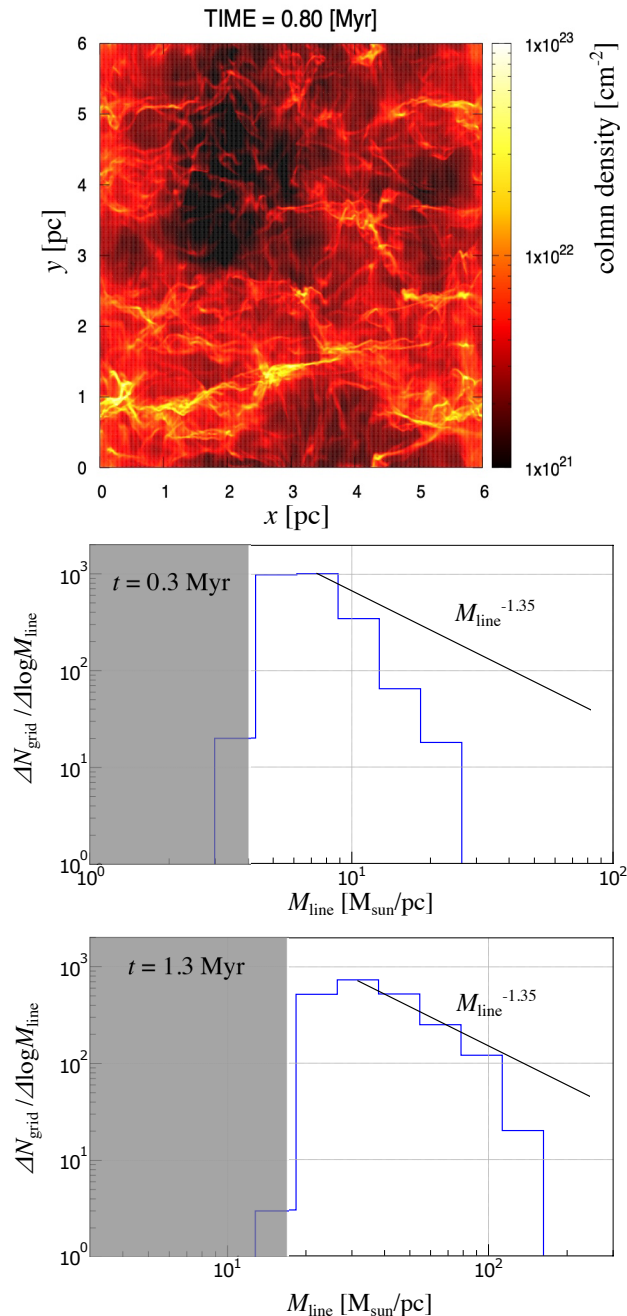 TIME = 0.80 [Myr]
6
5
4
3
2
1
0
y [pc]
0 1 2 3 4 5 6
x [pc]
1x10^23
1x10^22
1x10^21
colmn density [cm^-2]
t = 0.3 Myr
M_line^-1.35
10^3
10^2
10^1
10^0
ΔN_grid /ΔlogM_line
10^0 10^1 10^2
M_line [M_sun/pc]
t = 1.3 Myr
M_line^-1.35
10^3
10^2
10^1
10^0
ΔN_grid /ΔlogM_line
10^1 10^2
M_line [M_sun/pc]